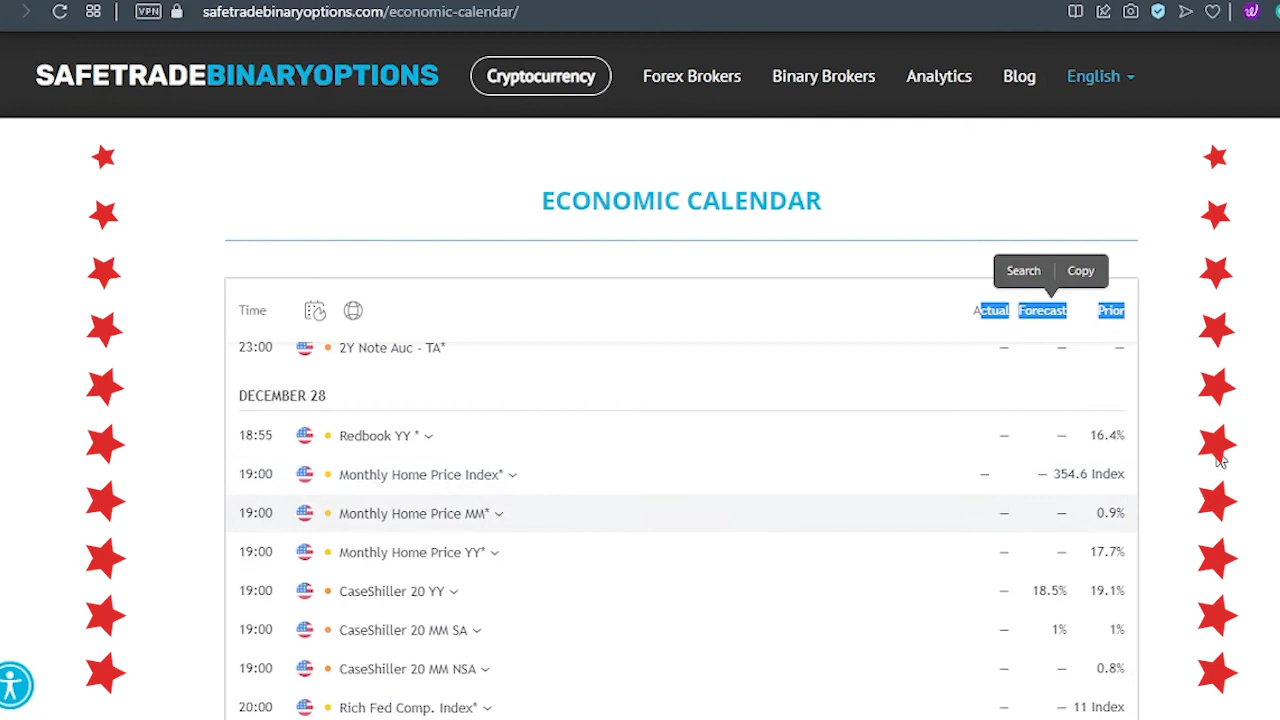 VPN safetradebinaryoptions.com/economic-calendar/
SAFETRADEBINARYOPTIONS Cryptocurrency Forex Brokers Binary Brokers Analytics Blog English
ECONOMIC CALENDAR
Search Copy
Time Actual Forecast Prior
23:00 2Y Note Auc - TA* – – –
DECEMBER 28
18:55 Redbook YY * – – 16.4%
19:00 Monthly Home Price Index* – – 354.6 Index
19:00 Monthly Home Price MM* – – 0.9%
19:00 Monthly Home Price YY* – – 17.7%
19:00 CaseShiller 20 YY – 18.5% 19.1%
19:00 CaseShiller 20 MM SA – 1% 1%
19:00 CaseShiller 20 MM NSA – – 0.8%
20:00 Rich Fed Comp. Index* – – 11 Index